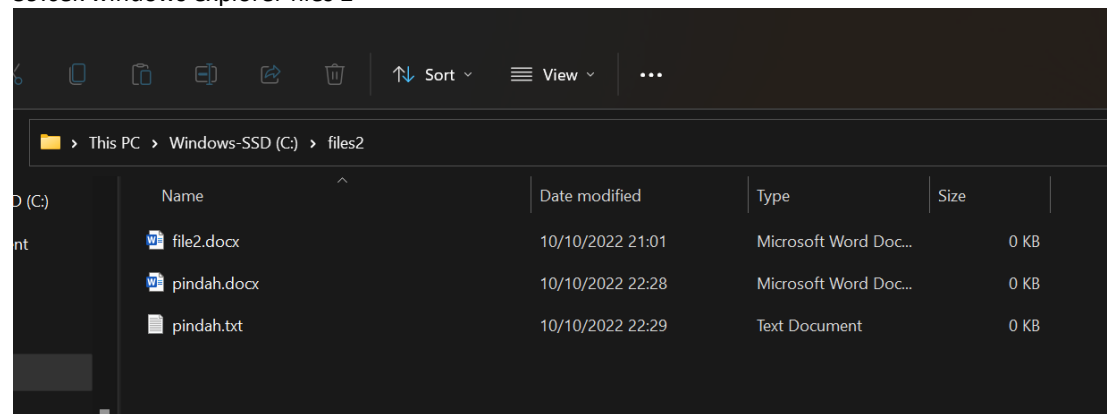 Sort View •••
This PC > Windows-SSD (C:) > files2
D (C:) Name Date modified Type Size
nt file2.docx 10/10/2022 21:01 Microsoft Word Doc... 0 KB
pindah.docx 10/10/2022 22:28 Microsoft Word Doc... 0 KB
pindah.txt 10/10/2022 22:29 Text Document 0 KB